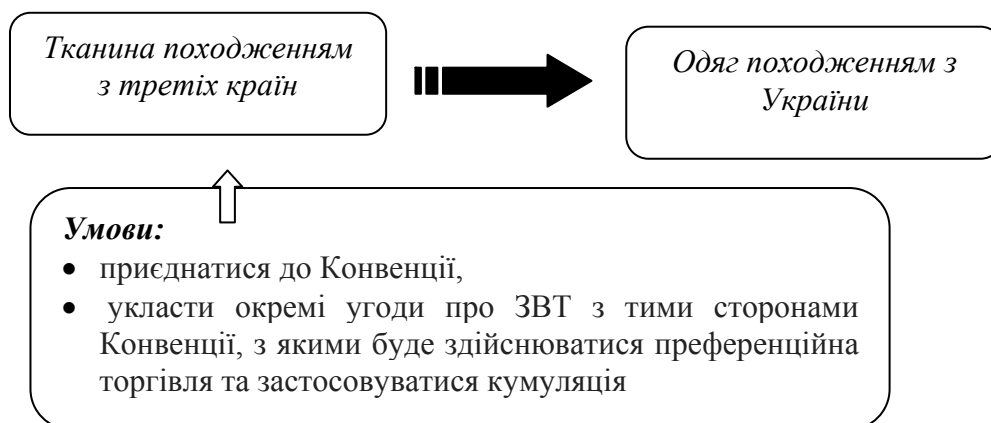 Тканина походженням
з третіх країн
Одяг походженням з
України
Умови:
• приєднатися до Конвенції,
• укласти окремі угоди про ЗВТ з тими сторонами
Конвенції, з якими буде здійснюватися преференційна
торгівля та застосовуватися кумуляція